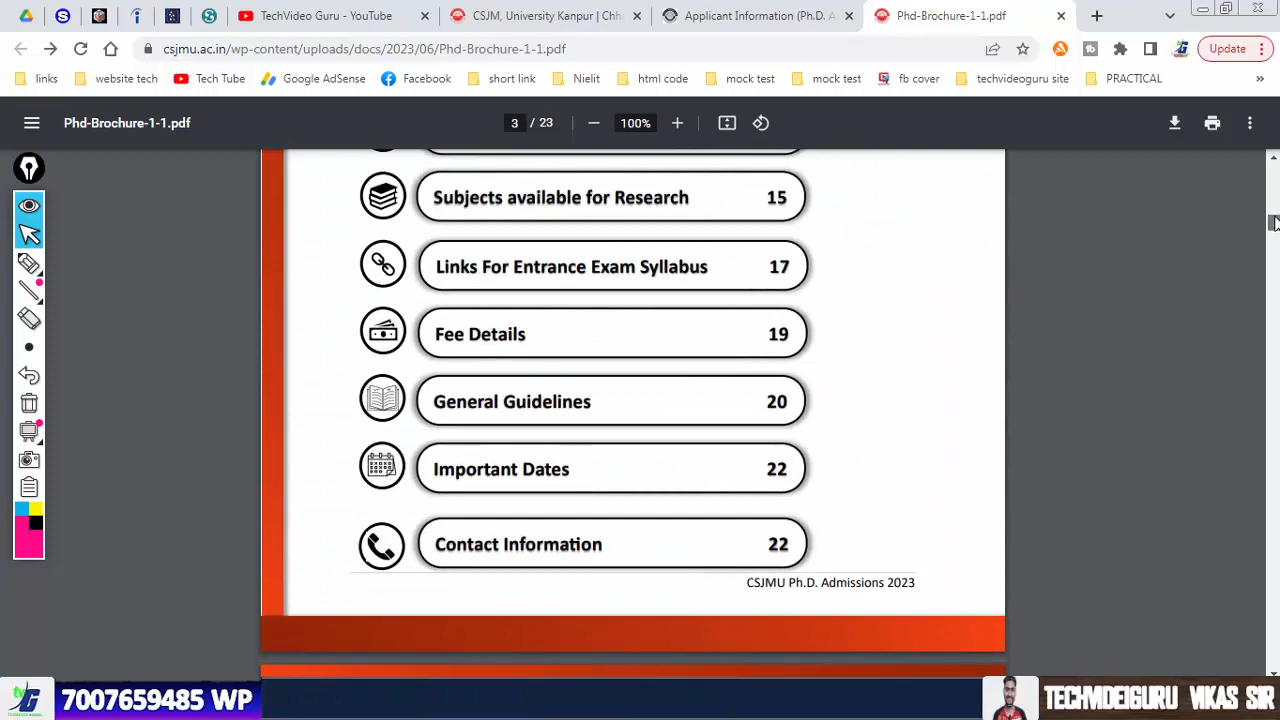 TechVideo Guru - YouTube
CSJM, University Kanpur | Chh
Applicant Information :: Ph.D. A
Phd-Brochure-1-1.pdf
csjmu.ac.in/wp-content/uploads/docs/2023/06/Phd-Brochure-1-1.pdf
Update
links
website tech
Tech Tube
Google AdSense
Facebook
short link
Nielit
html code
mock test
mock test
fb cover
techvideoguru site
PRACTICAL
Phd-Brochure-1-1.pdf
3 / 23
100%
Subjects available for Research 15
Links For Entrance Exam Syllabus 17
Fee Details 19
General Guidelines 20
Important Dates 22
Contact Information 22
CSJMU Ph.D. Admissions 2023
7007659485 WP